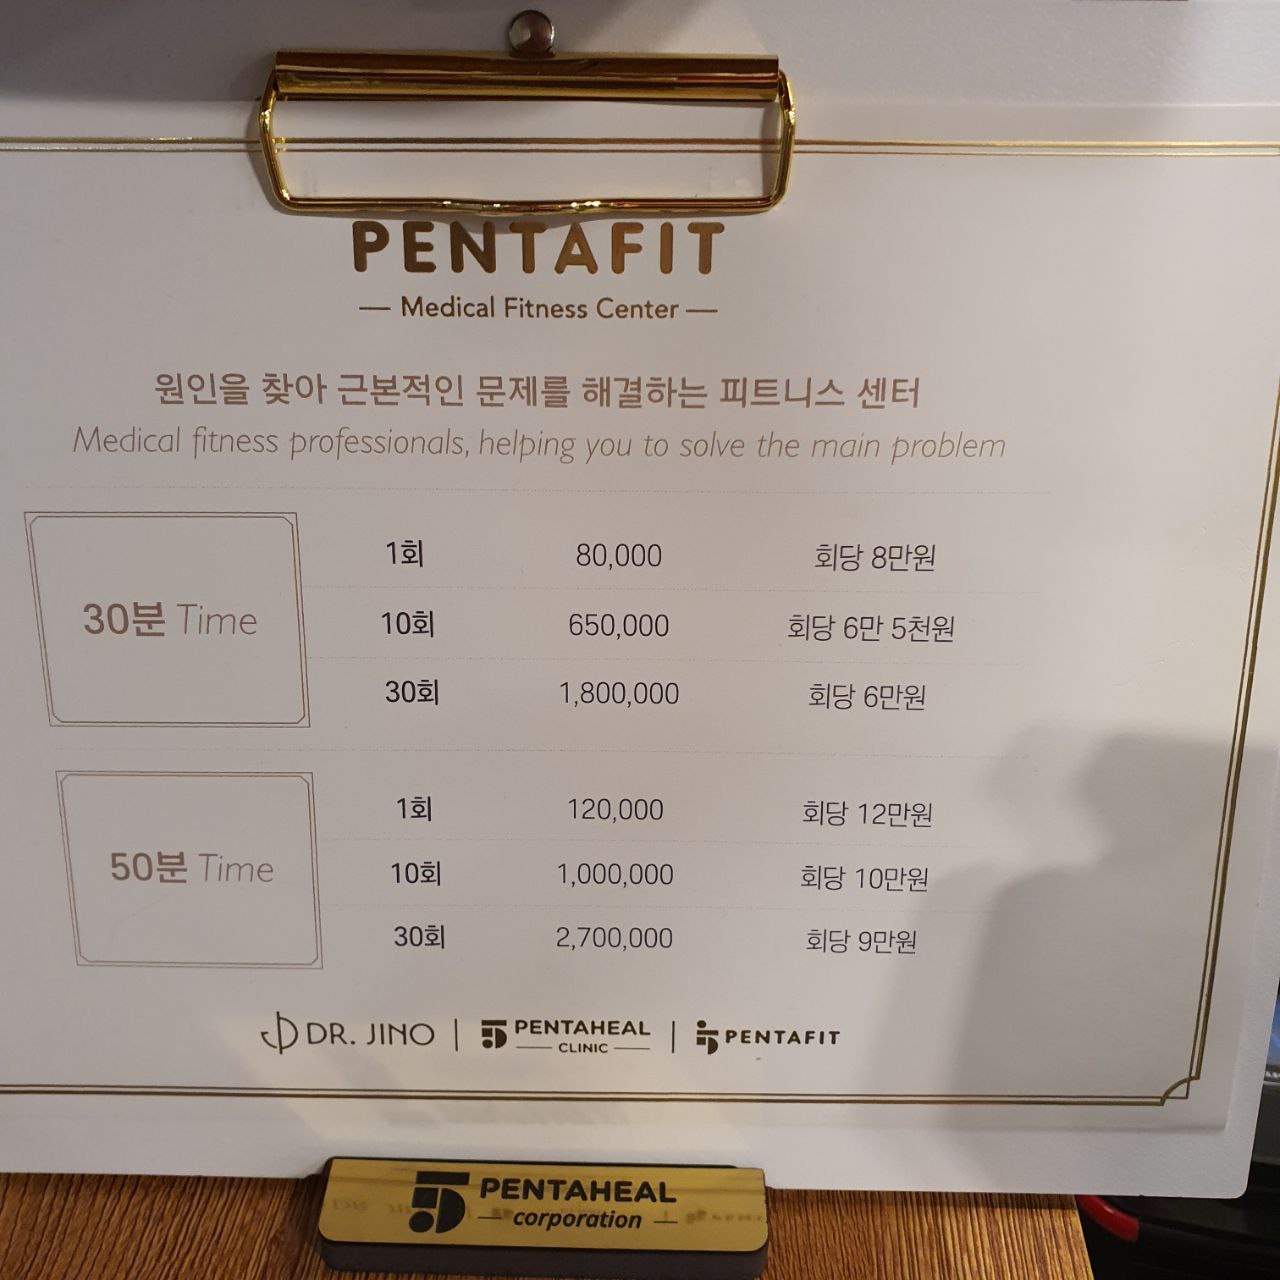 PENTAFIT
— Medical Fitness Center —
원인을 찾아 근본적인 문제를 해결하는 피트니스 센터
Medical fitness professionals, helping you to solve the main problem
30분 Time
1회 80,000 회당 8만원
10회 650,000 회당 6만 5천원
30회 1,800,000 회당 6만원
50분 Time
1회 120,000 회당 12만원
10회 1,000,000 회당 10만원
30회 2,700,000 회당 9만원
DR. JINO | PENTAHEAL | PENTAFIT
— CLINIC —
PENTAHEAL
— corporation —